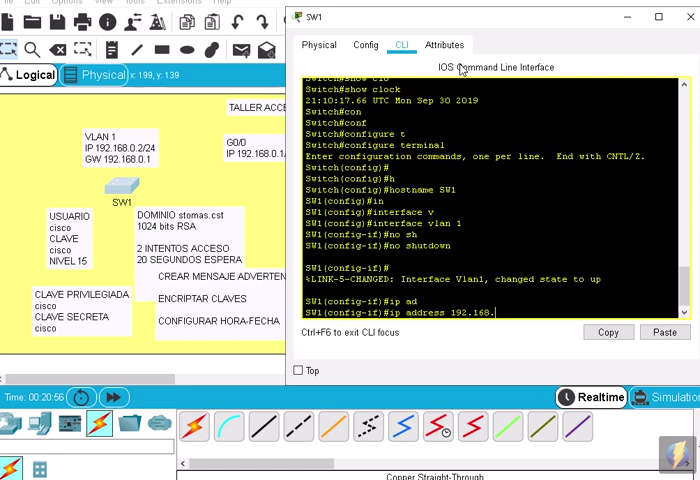 Tools
Extensions
SW1
Physical
Config
CLI
Attributes
IOS Command Line Interface
Logical
Physical
x: 199, y: 139
TALLER ACCE
VLAN 1
IP 192.168.0.2/24
GW 192.168.0.1
G0/0
IP 192.168.0.1/
SW1
USUARIO
cisco
CLAVE
cisco
NIVEL 15
DOMINIO stomas.cst
1024 bits RSA
2 INTENTOS ACCESO
20 SEGUNDOS ESPERA
CREAR MENSAJE ADVERTEN
CLAVE PRIVILEGIADA
cisco
CLAVE SECRETA
cisco
ENCRIPTAR CLAVES
CONFIGURAR HORA-FECHA
Switch#show clo
Switch#show clock
21:10:17.66 UTC Mon Sep 30 2019
Switch#con
Switch#conf
Switch#configure t
Switch#configure terminal
Enter configuration commands, one per line. End with CNTL/Z.
Switch(config)#
Switch(config)#h
Switch(config)#hostname SW1
SW1(config)#in
SW1(config)#interface v
SW1(config)#interface vlan 1
SW1(config-if)#no sh
SW1(config-if)#no shutdown
SW1(config-if)#
%LINK-5-CHANGED: Interface Vlan1, changed state to up
SW1(config-if)#ip ad
SW1(config-if)#ip address 192.168.
Ctrl+F6 to exit CLI focus
Copy
Paste
Top
Time: 00:20:56
Realtime
Simulation
Copper Straight-Through